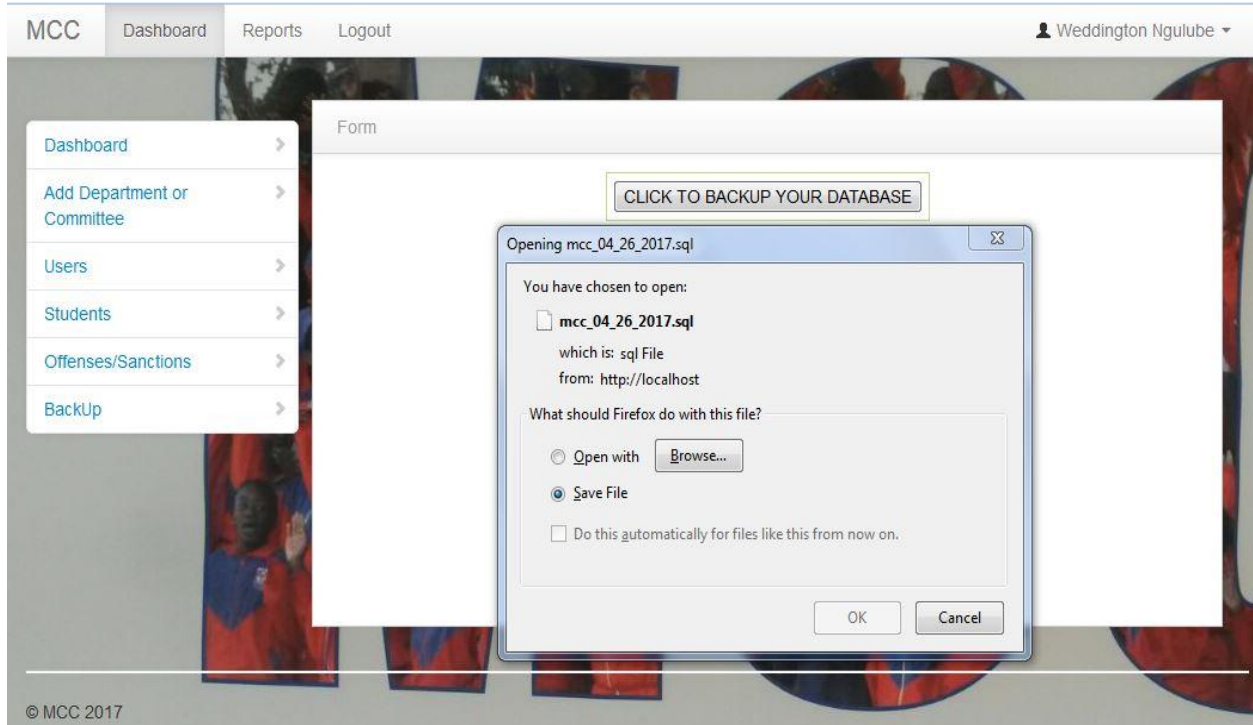 MCC Dashboard Reports Logout Weddington Ngulube
Dashboard
Add Department or
Committee
Users
Students
Offenses/Sanctions
BackUp
Form
CLICK TO BACKUP YOUR DATABASE
Opening mcc_04_26_2017.sql
You have chosen to open:
mcc_04_26_2017.sql
which is: sql File
from: http://localhost
What should Firefox do with this file?
Open with Browse...
Save File
Do this automatically for files like this from now on.
OK Cancel
© MCC 2017